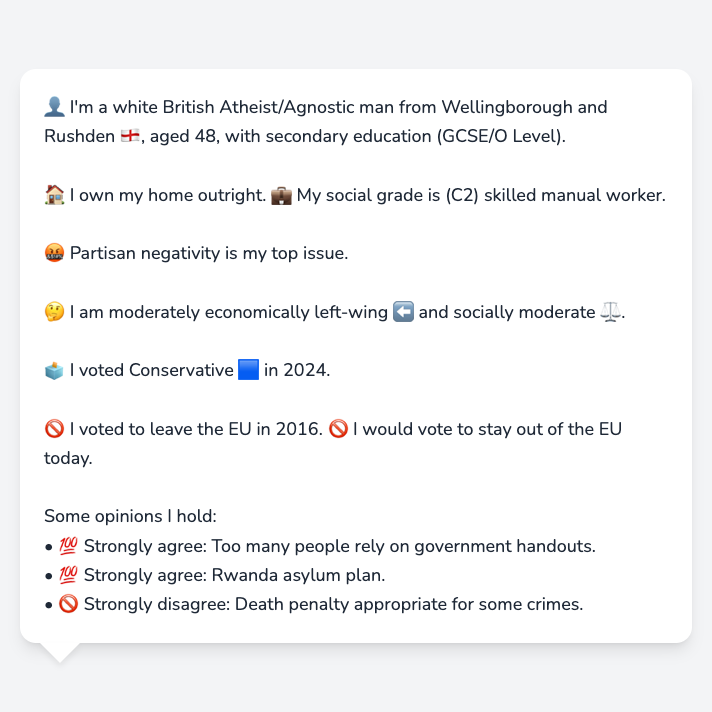 👤 I'm a white British Atheist/Agnostic man from Wellingborough and
Rushden 🏴󠁧󠁢󠁥󠁮󠁧󠁿, aged 48, with secondary education (GCSE/O Level).
🏠 I own my home outright. 💼 My social grade is (C2) skilled manual worker.
🤬 Partisan negativity is my top issue.
🤔 I am moderately economically left-wing ⬅️ and socially moderate ⚖️.
🗳️ I voted Conservative 🟦 in 2024.
🚫 I voted to leave the EU in 2016. 🚫 I would vote to stay out of the EU
today.
Some opinions I hold:
• 💯 Strongly agree: Too many people rely on government handouts.
• 💯 Strongly agree: Rwanda asylum plan.
• 🚫 Strongly disagree: Death penalty appropriate for some crimes.